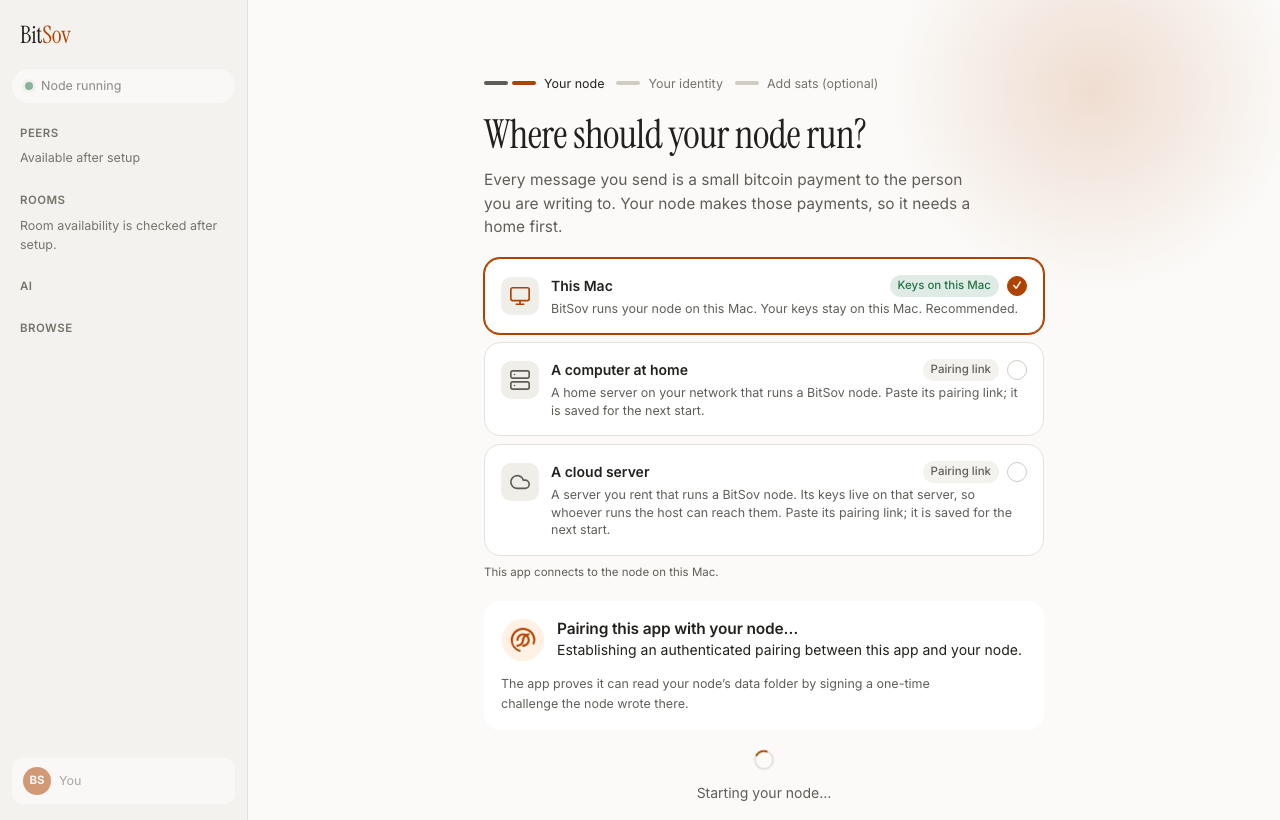 BitSov
Node running
PEERS
Available after setup
ROOMS
Room availability is checked after
setup.
AI
BROWSE
BS You
Your node Your identity Add sats (optional)
Where should your node run?
Every message you send is a small bitcoin payment to the person
you are writing to. Your node makes those payments, so it needs a
home first.
This Mac Keys on this Mac
BitSov runs your node on this Mac. Your keys stay on this Mac. Recommended.
A computer at home Pairing link
A home server on your network that runs a BitSov node. Paste its pairing link; it
is saved for the next start.
A cloud server Pairing link
A server you rent that runs a BitSov node. Its keys live on that server, so
whoever runs the host can reach them. Paste its pairing link; it is saved for the
next start.
This app connects to the node on this Mac.
Pairing this app with your node…
Establishing an authenticated pairing between this app and your node.
The app proves it can read your node’s data folder by signing a one-time
challenge the node wrote there.
Starting your node…